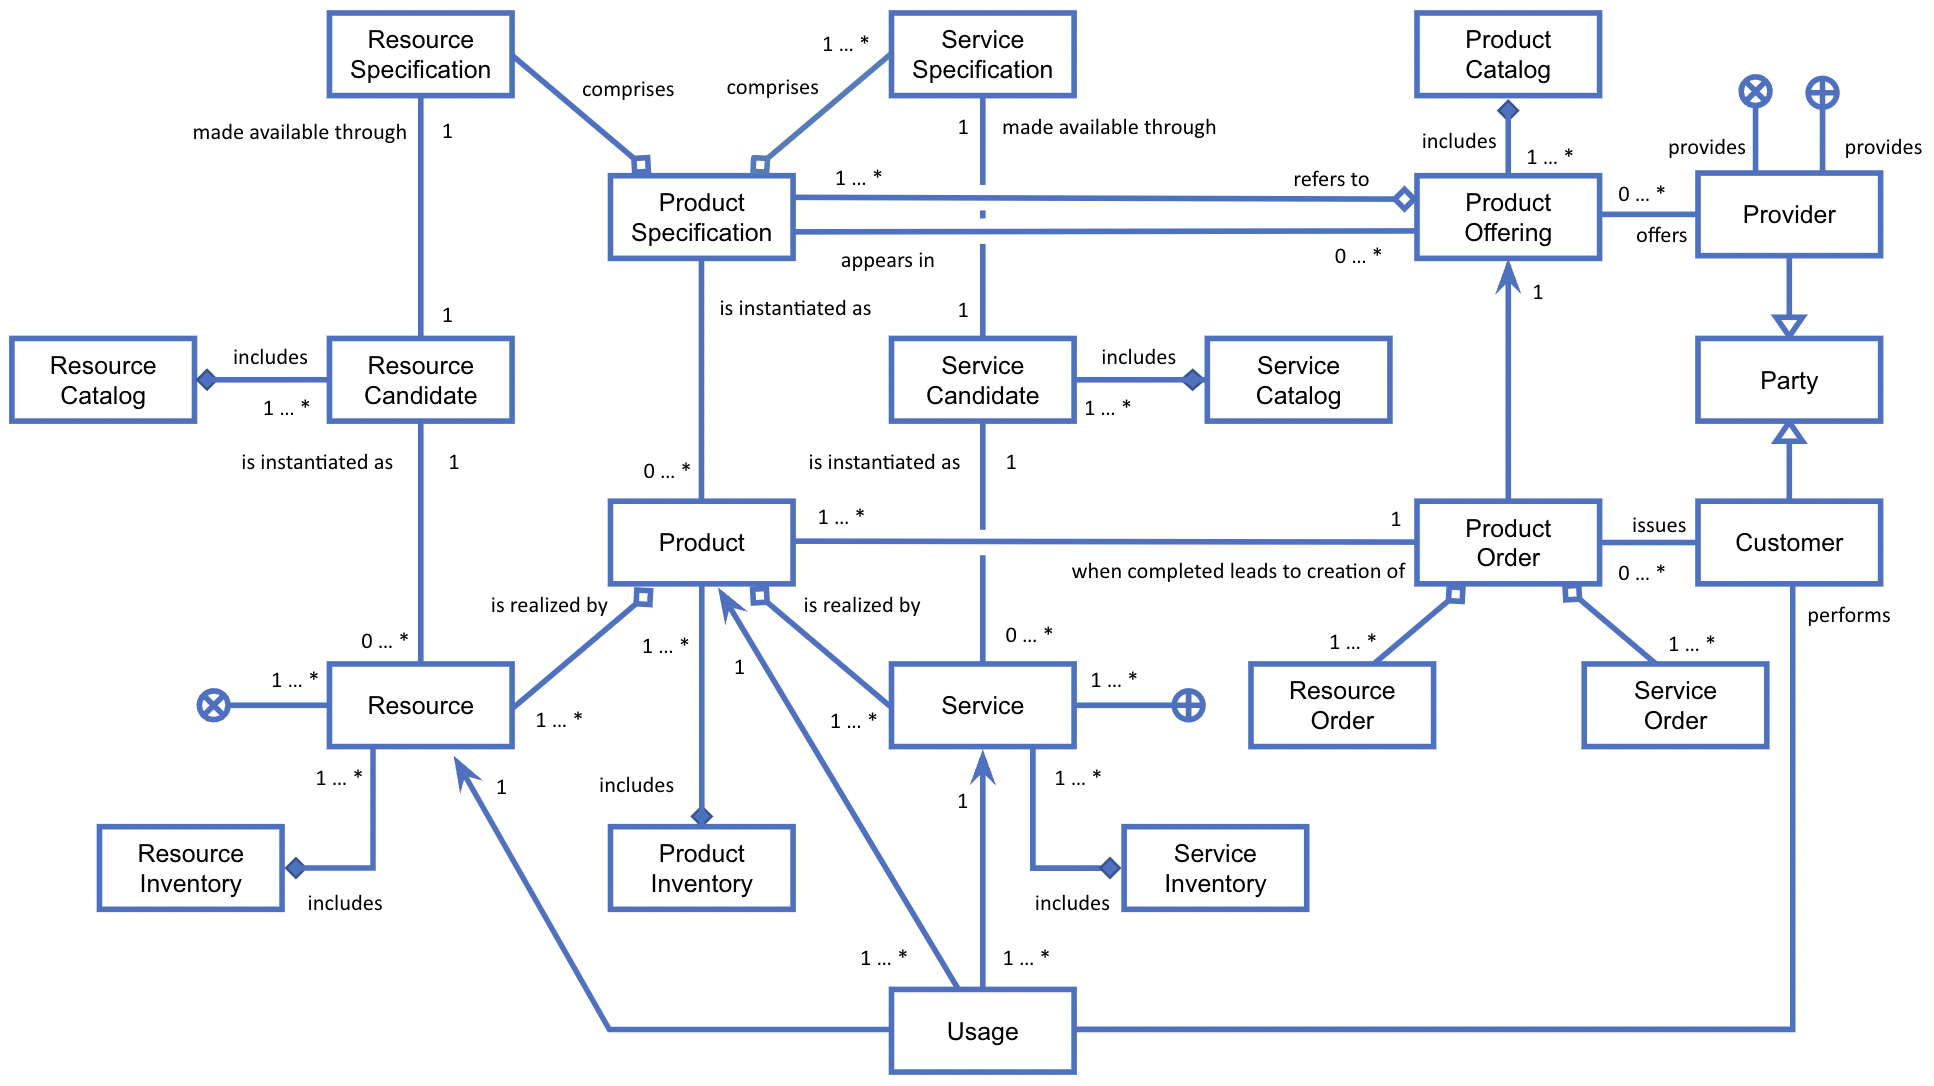 Resource
Specification
1 ... *
Service
Specification
Product
Catalog
comprises
comprises
made available through
1
1
made available through
includes
1 ... *
provides
provides
Product
Specification
1 ... *
refers to
Product
Offering
0 ... *
offers
Provider
appears in
0 ... *
is instantiated as
1
1
1
Resource
Catalog
includes
1 ... *
Resource
Candidate
Service
Candidate
includes
1 ... *
Service
Catalog
Party
is instantiated as
1
0 ... *
is instantiated as
1
Product
1 ... *
1
when completed leads to creation of
Product
Order
issues
0 ... *
Customer
is realized by
is realized by
performs
0 ... *
1 ... *
1
0 ... *
1 ... *
1 ... *
1 ... *
Resource
1 ... *
1 ... *
Service
1 ... *
Resource
Order
Service
Order
1 ... *
1
includes
1
1 ... *
Resource
Inventory
includes
Product
Inventory
Service
Inventory
includes
1 ... *
1 ... *
Usage